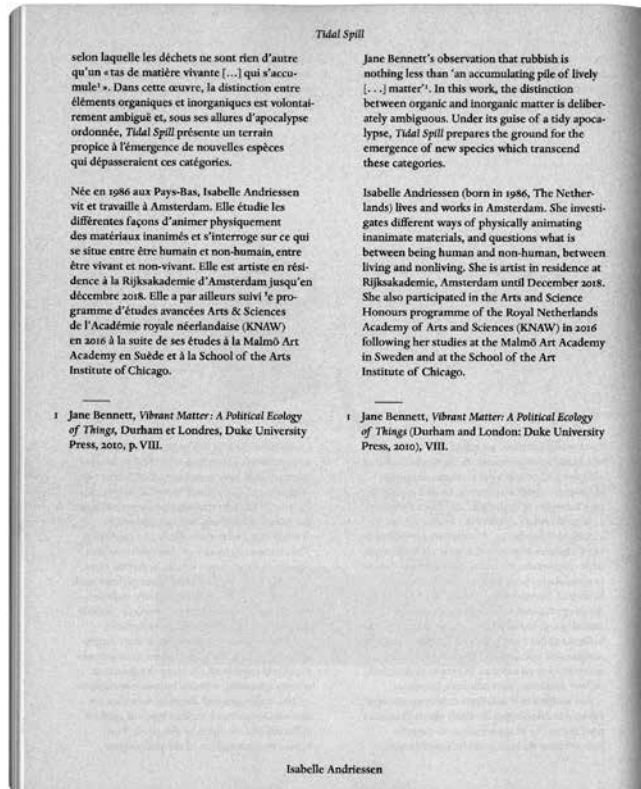 Tidal Spill
selon laquelle les déchets ne sont rien d'autre
qu'un « tas de matière vivante [...] qui s'accu-
mule¹ ». Dans cette œuvre, la distinction entre
éléments organiques et inorganiques est volontai-
rement ambiguë et, sous ses allures d'apocalypse
ordonnée, Tidal Spill présente un terrain
propice à l'émergence de nouvelles espèces
qui dépasseraient ces catégories.
Née en 1986 aux Pays-Bas, Isabelle Andriessen
vit et travaille à Amsterdam. Elle étudie les
différentes façons d'animer physiquement
des matériaux inanimés et s'interroge sur ce qui
se situe entre être humain et non-humain, entre
être vivant et non-vivant. Elle est artiste en rési-
dence à la Rijksakademie d'Amsterdam jusqu'en
décembre 2018. Elle a par ailleurs suivi 'e pro-
gramme d'études avancées Arts & Sciences
de l'Académie royale néerlandaise (KNAW)
en 2016 à la suite de ses études à la Malmö Art
Academy en Suède et à la School of the Arts
Institute of Chicago.
1 Jane Bennett, Vibrant Matter : A Political Ecology
of Things, Durham et Londres, Duke University
Press, 2010, p. VIII.
Jane Bennett's observation that rubbish is
nothing less than 'an accumulating pile of lively
[...] matter'¹. In this work, the distinction
between organic and inorganic matter is deliber-
ately ambiguous. Under its guise of a tidy apoca-
lypse, Tidal Spill prepares the ground for the
emergence of new species which transcend
these categories.
Isabelle Andriessen (born in 1986, The Nether-
lands) lives and works in Amsterdam. She investi-
gates different ways of physically animating
inanimate materials, and questions what is
between being human and non-human, between
living and nonliving. She is artist in residence at
Rijksakademic, Amsterdam until December 2018.
She also participated in the Arts and Science
Honours programme of the Royal Netherlands
Academy of Arts and Sciences (KNAW) in 2016
following her studies at the Malmö Art Academy
in Sweden and at the School of the Art
Institute of Chicago.
1 Jane Bennett, Vibrant Matter: A Political Ecology
of Things (Durham and London: Duke University
Press, 2010), VIII.
Isabelle Andriessen